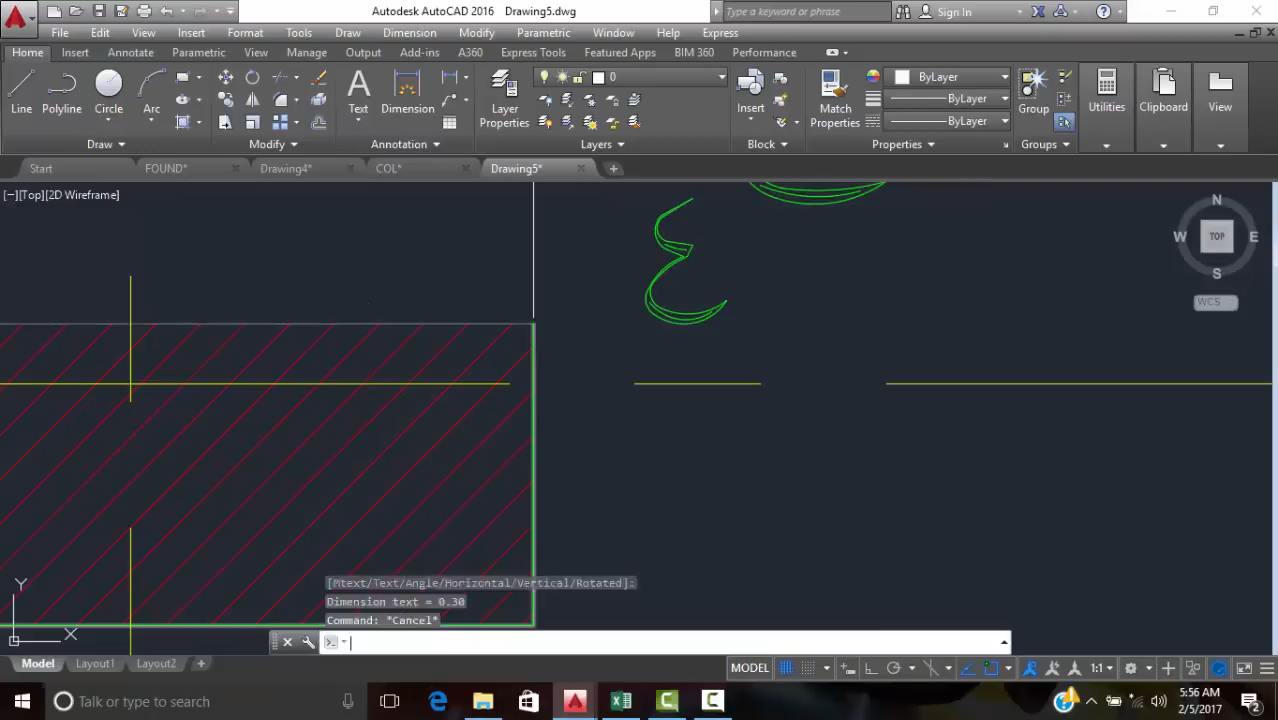 Autodesk AutoCAD 2016 Drawing5.dwg
Type a keyword or phrase
Sign In
File Edit View Insert Format Tools Draw Dimension Modify Parametric Window Help Express
Home Insert Annotate Parametric View Manage Output Add-ins A360 Express Tools Featured Apps BIM 360 Performance
Line Polyline Circle Arc
Text Dimension
Layer Properties
0
Insert
Match Properties
ByLayer
ByLayer
ByLayer
Group
Utilities
Clipboard
View
Draw Modify Annotation Layers Block Properties Groups
Start FOUND* Drawing4* COL* Drawing5*
[−][Top][2D Wireframe]
N
W TOP E
S
WCS
٤
Y
X
[Mtext/Text/Angle/Horizontal/Vertical/Rotated]:
Dimension text = 0.30
Command: *Cancel*
Model Layout1 Layout2
MODEL
1:1
Talk or type to Cortana
5:56 AM
2/5/2017
2